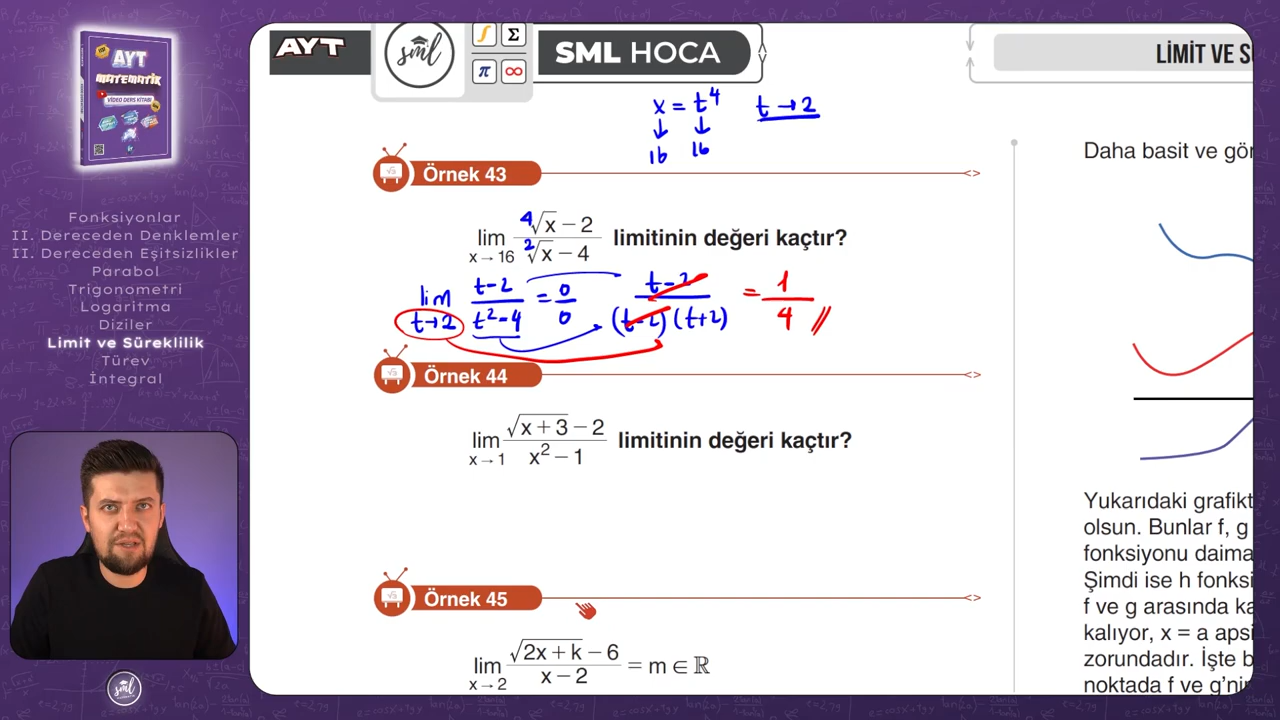 AYT
MATEMATİK
VİDEO DERS KİTABI
Fonksiyonlar
II. Dereceden Denklemler
II. Dereceden Eşitsizlikler
Parabol
Trigonometri
Logaritma
Diziler
Limit ve Süreklilik
Türev
İntegral
sml
AYT
sml
∫ Σ
π ∞
SML HOCA
LİMİT VE S
x = t⁴ t→2
↓ ↓
16 16
Örnek 43
lim x→16 (⁴√x − 2)/(²√x − 4) limitinin değeri kaçtır?
lim t→2 (t−2)/(t²−4) = 0/0 (t−2)/((t−2)(t+2)) = 1/4 //
Örnek 44
lim x→1 (√(x+3) − 2)/(x² − 1) limitinin değeri kaçtır?
Örnek 45
lim x→2 (√(2x+k) − 6)/(x − 2) = m ∈ ℝ
Daha basit ve gör
Yukarıdaki grafikt
olsun. Bunlar f, g
fonksiyonu daima
Şimdi ise h fonksi
f ve g arasında ka
kalıyor, x = a apsi
zorundadır. İşte b
noktada f ve g'nin